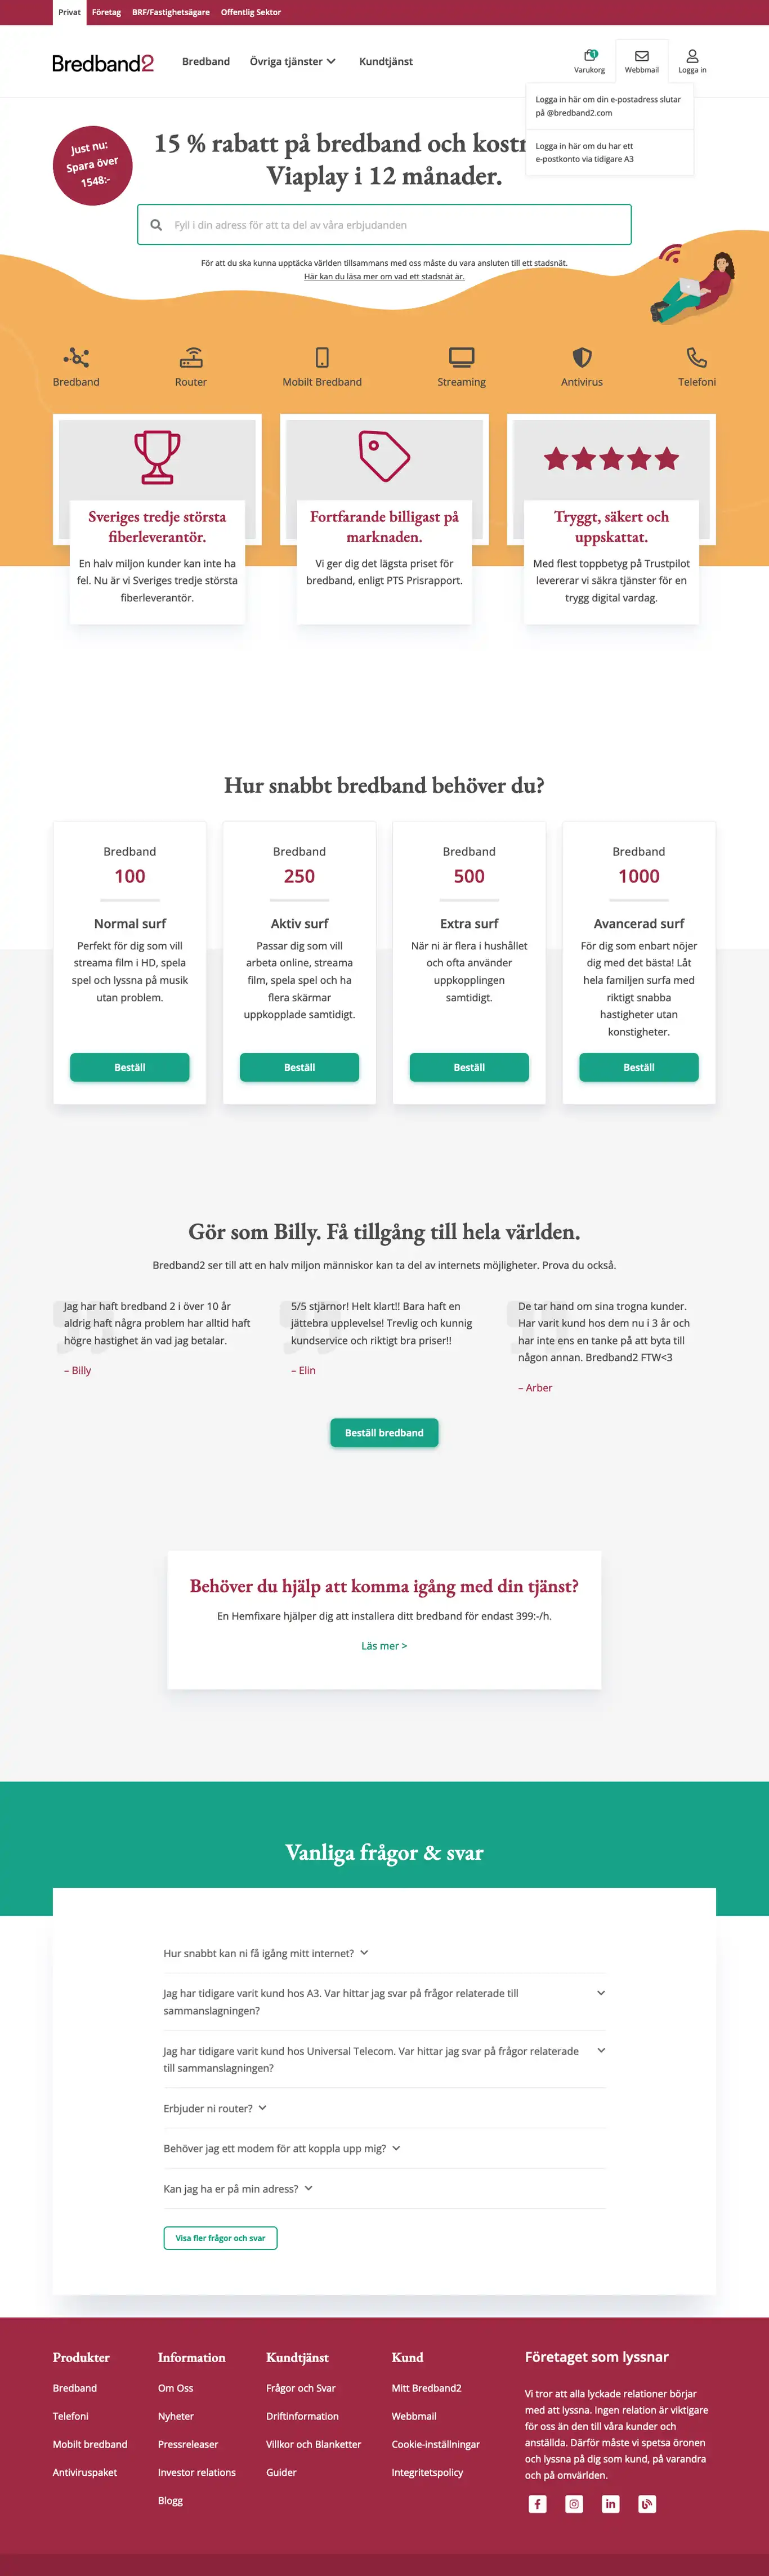 Privat Företag BRF/Fastighetsägare Offentlig Sektor
Bredband2
Bredband Övriga tjänster Kundtjänst
1
Varukorg Webbmail Logga in
Logga in här om din e-postadress slutar
på @bredband2.com
Logga in här om du har ett
e-postkonto via tidigare A3
Just nu:
Spara över
1548:-
15 % rabatt på bredband och
Viaplay i 12 månader.
Fyll i din adress för att ta del av våra erbjudanden
För att du ska kunna upptäcka världen tillsammans med oss måste du vara ansluten till ett stadsnät.
Här kan du läsa mer om vad ett stadsnät är.
Bredband Router Mobilt Bredband Streaming Antivirus Telefoni
Sveriges tredje största
fiberleverantör.
En halv miljon kunder kan inte ha
fel. Nu är vi Sveriges tredje största
fiberleverantör.
Fortfarande billigast på
marknaden.
Vi ger dig det lägsta priset för
bredband, enligt PTS Prisrapport.
Tryggt, säkert och
uppskattat.
Med flest toppbetyg på Trustpilot
levererar vi säkra tjänster för en
trygg digital vardag.
Hur snabbt bredband behöver du?
Bredband
100
Normal surf
Perfekt för dig som vill
streama film i HD, spela
spel och lyssna på musik
utan problem.
Beställ
Bredband
250
Aktiv surf
Passar dig som vill
arbeta online, streama
film, spela spel och ha
flera skärmar
uppkopplade samtidigt.
Beställ
Bredband
500
Extra surf
När ni är flera i hushållet
och ofta använder
uppkopplingen
samtidigt.
Beställ
Bredband
1000
Avancerad surf
För dig som enbart nöjer
dig med det bästa! Låt
hela familjen surfa med
riktigt snabba
hastigheter utan
konstigheter.
Beställ
Gör som Billy. Få tillgång till hela världen.
Bredband2 ser till att en halv miljon människor kan ta del av internets möjligheter. Prova du också.
Jag har haft bredband 2 i över 10 år
aldrig haft några problem har alltid haft
högre hastighet än vad jag betalar.
– Billy
5/5 stjärnor! Helt klart!! Bara haft en
jättebra upplevelse! Trevlig och kunnig
kundservice och riktigt bra priser!!
– Elin
De tar hand om sina trogna kunder.
Har varit kund hos dem nu i 3 år och
har inte ens en tanke på att byta till
någon annan. Bredband2 FTW<3
– Arber
Beställ bredband
Behöver du hjälp att komma igång med din tjänst?
En Hemfixare hjälper dig att installera ditt bredband för endast 399:-/h.
Läs mer >
Vanliga frågor & svar
Hur snabbt kan ni få igång mitt internet?
Jag har tidigare varit kund hos A3. Var hittar jag svar på frågor relaterade till
sammanslagningen?
Jag har tidigare varit kund hos Universal Telecom. Var hittar jag svar på frågor relaterade
till sammanslagningen?
Erbjuder ni router?
Behöver jag ett modem för att koppla upp mig?
Kan jag ha er på min adress?
Visa fler frågor och svar
Produkter
Bredband
Telefoni
Mobilt bredband
Antiviruspaket
Information
Om Oss
Nyheter
Pressreleaser
Investor relations
Blogg
Kundtjänst
Frågor och Svar
Driftinformation
Villkor och Blanketter
Guider
Kund
Mitt Bredband2
Webbmail
Cookie-inställningar
Integritetspolicy
Företaget som lyssnar
Vi tror att alla lyckade relationer börjar
med att lyssna. Ingen relation är viktigare
för oss än den till våra kunder och
anställda. Därför måste vi spetsa öronen
och lyssna på dig som kund, på varandra
och på omvärlden.